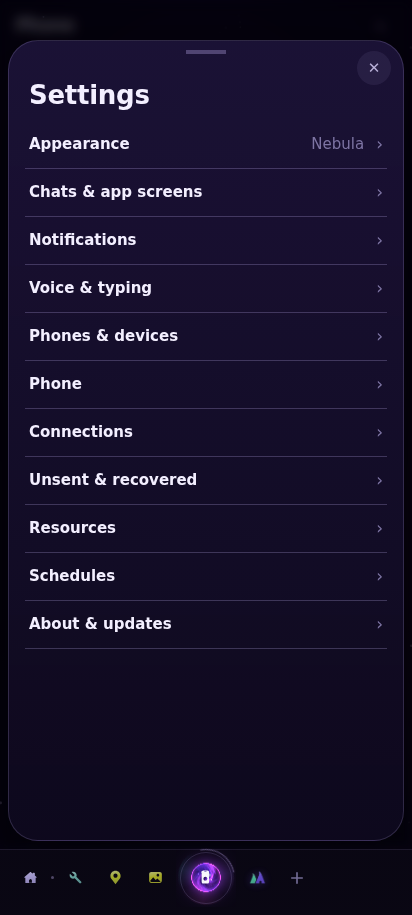 Phone
Settings
Appearance Nebula
Chats & app screens
Notifications
Voice & typing
Phones & devices
Phone
Connections
Unsent & recovered
Resources
Schedules
About & updates